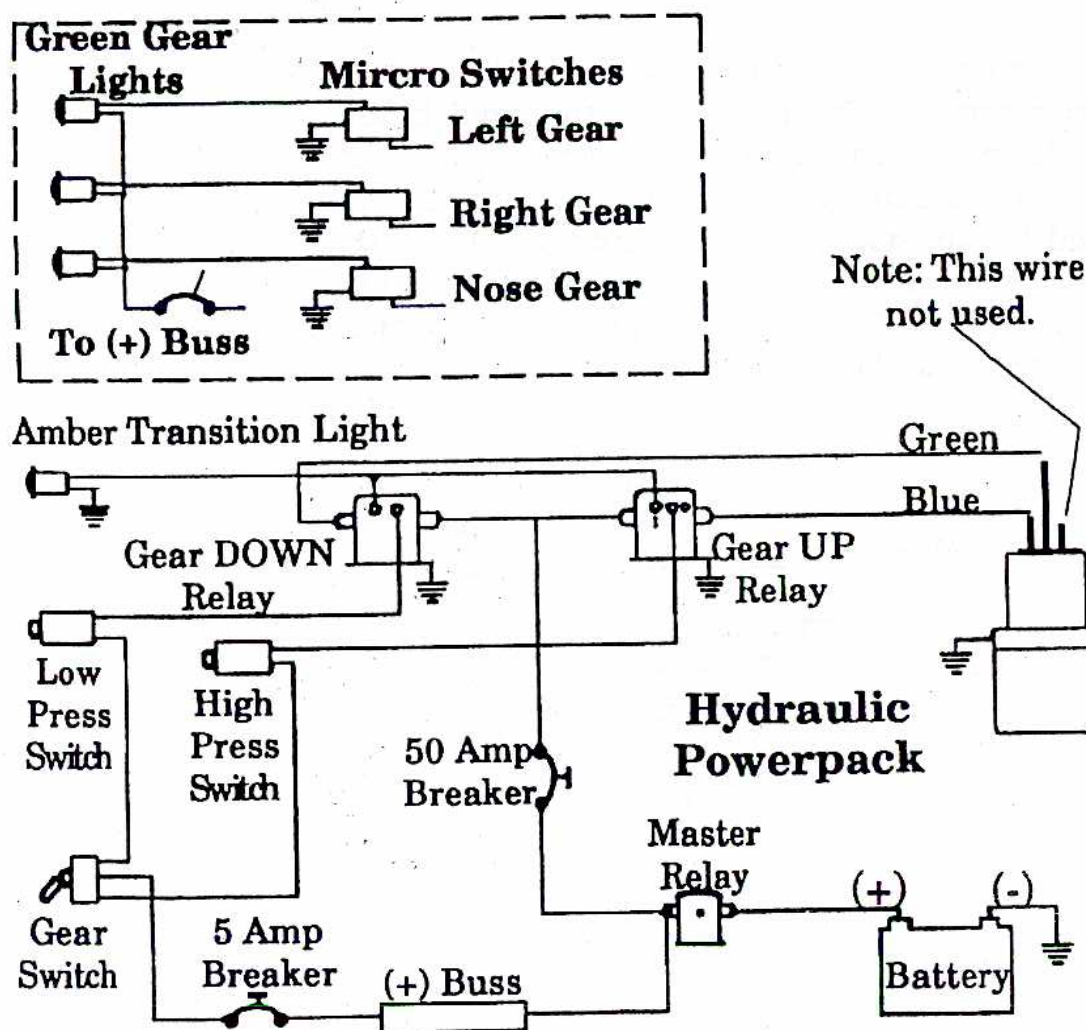 Green Gear
Lights
Mircro Switches
Left Gear
Right Gear
Nose Gear
To (+) Buss
Note: This wire
not used.
Amber Transition Light
Green
Blue
Gear DOWN
Relay
Gear UP
Relay
Low
Press
Switch
High
Press
Switch
Hydraulic
Powerpack
50 Amp
Breaker
Master
Relay
(+)
(-)
Gear
Switch
5 Amp
Breaker
(+) Buss
Battery